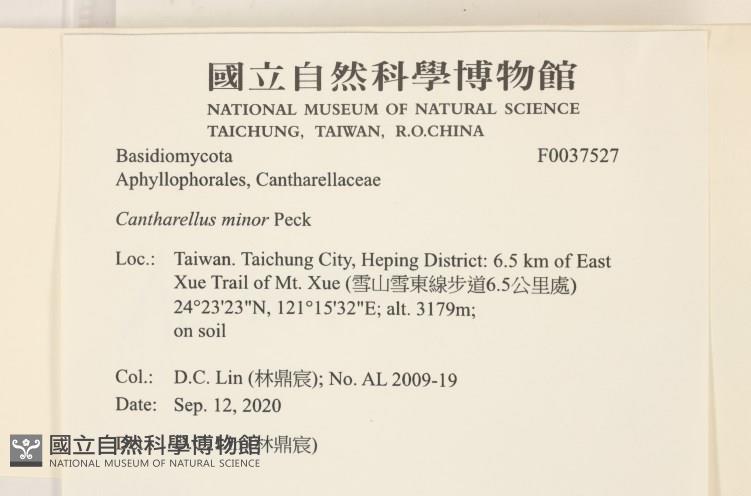 國立自然科學博物館
NATIONAL MUSEUM OF NATURAL SCIENCE
TAICHUNG, TAIWAN, R.O.CHINA
Basidiomycota F0037527
Aphyllophorales, Cantharellaceae
Cantharellus minor Peck
Loc.: Taiwan. Taichung City, Heping District: 6.5 km of East
Xue Trail of Mt. Xue (雪山雪東線步道6.5公里處)
24°23'23"N, 121°15'32"E; alt. 3179m;
on soil
Col.: D.C. Lin (林鼎宸); No. AL 2009-19
Date: Sep. 12, 2020
(林鼎宸)
國立自然科學博物館
NATIONAL MUSEUM OF NATURAL SCIENCE